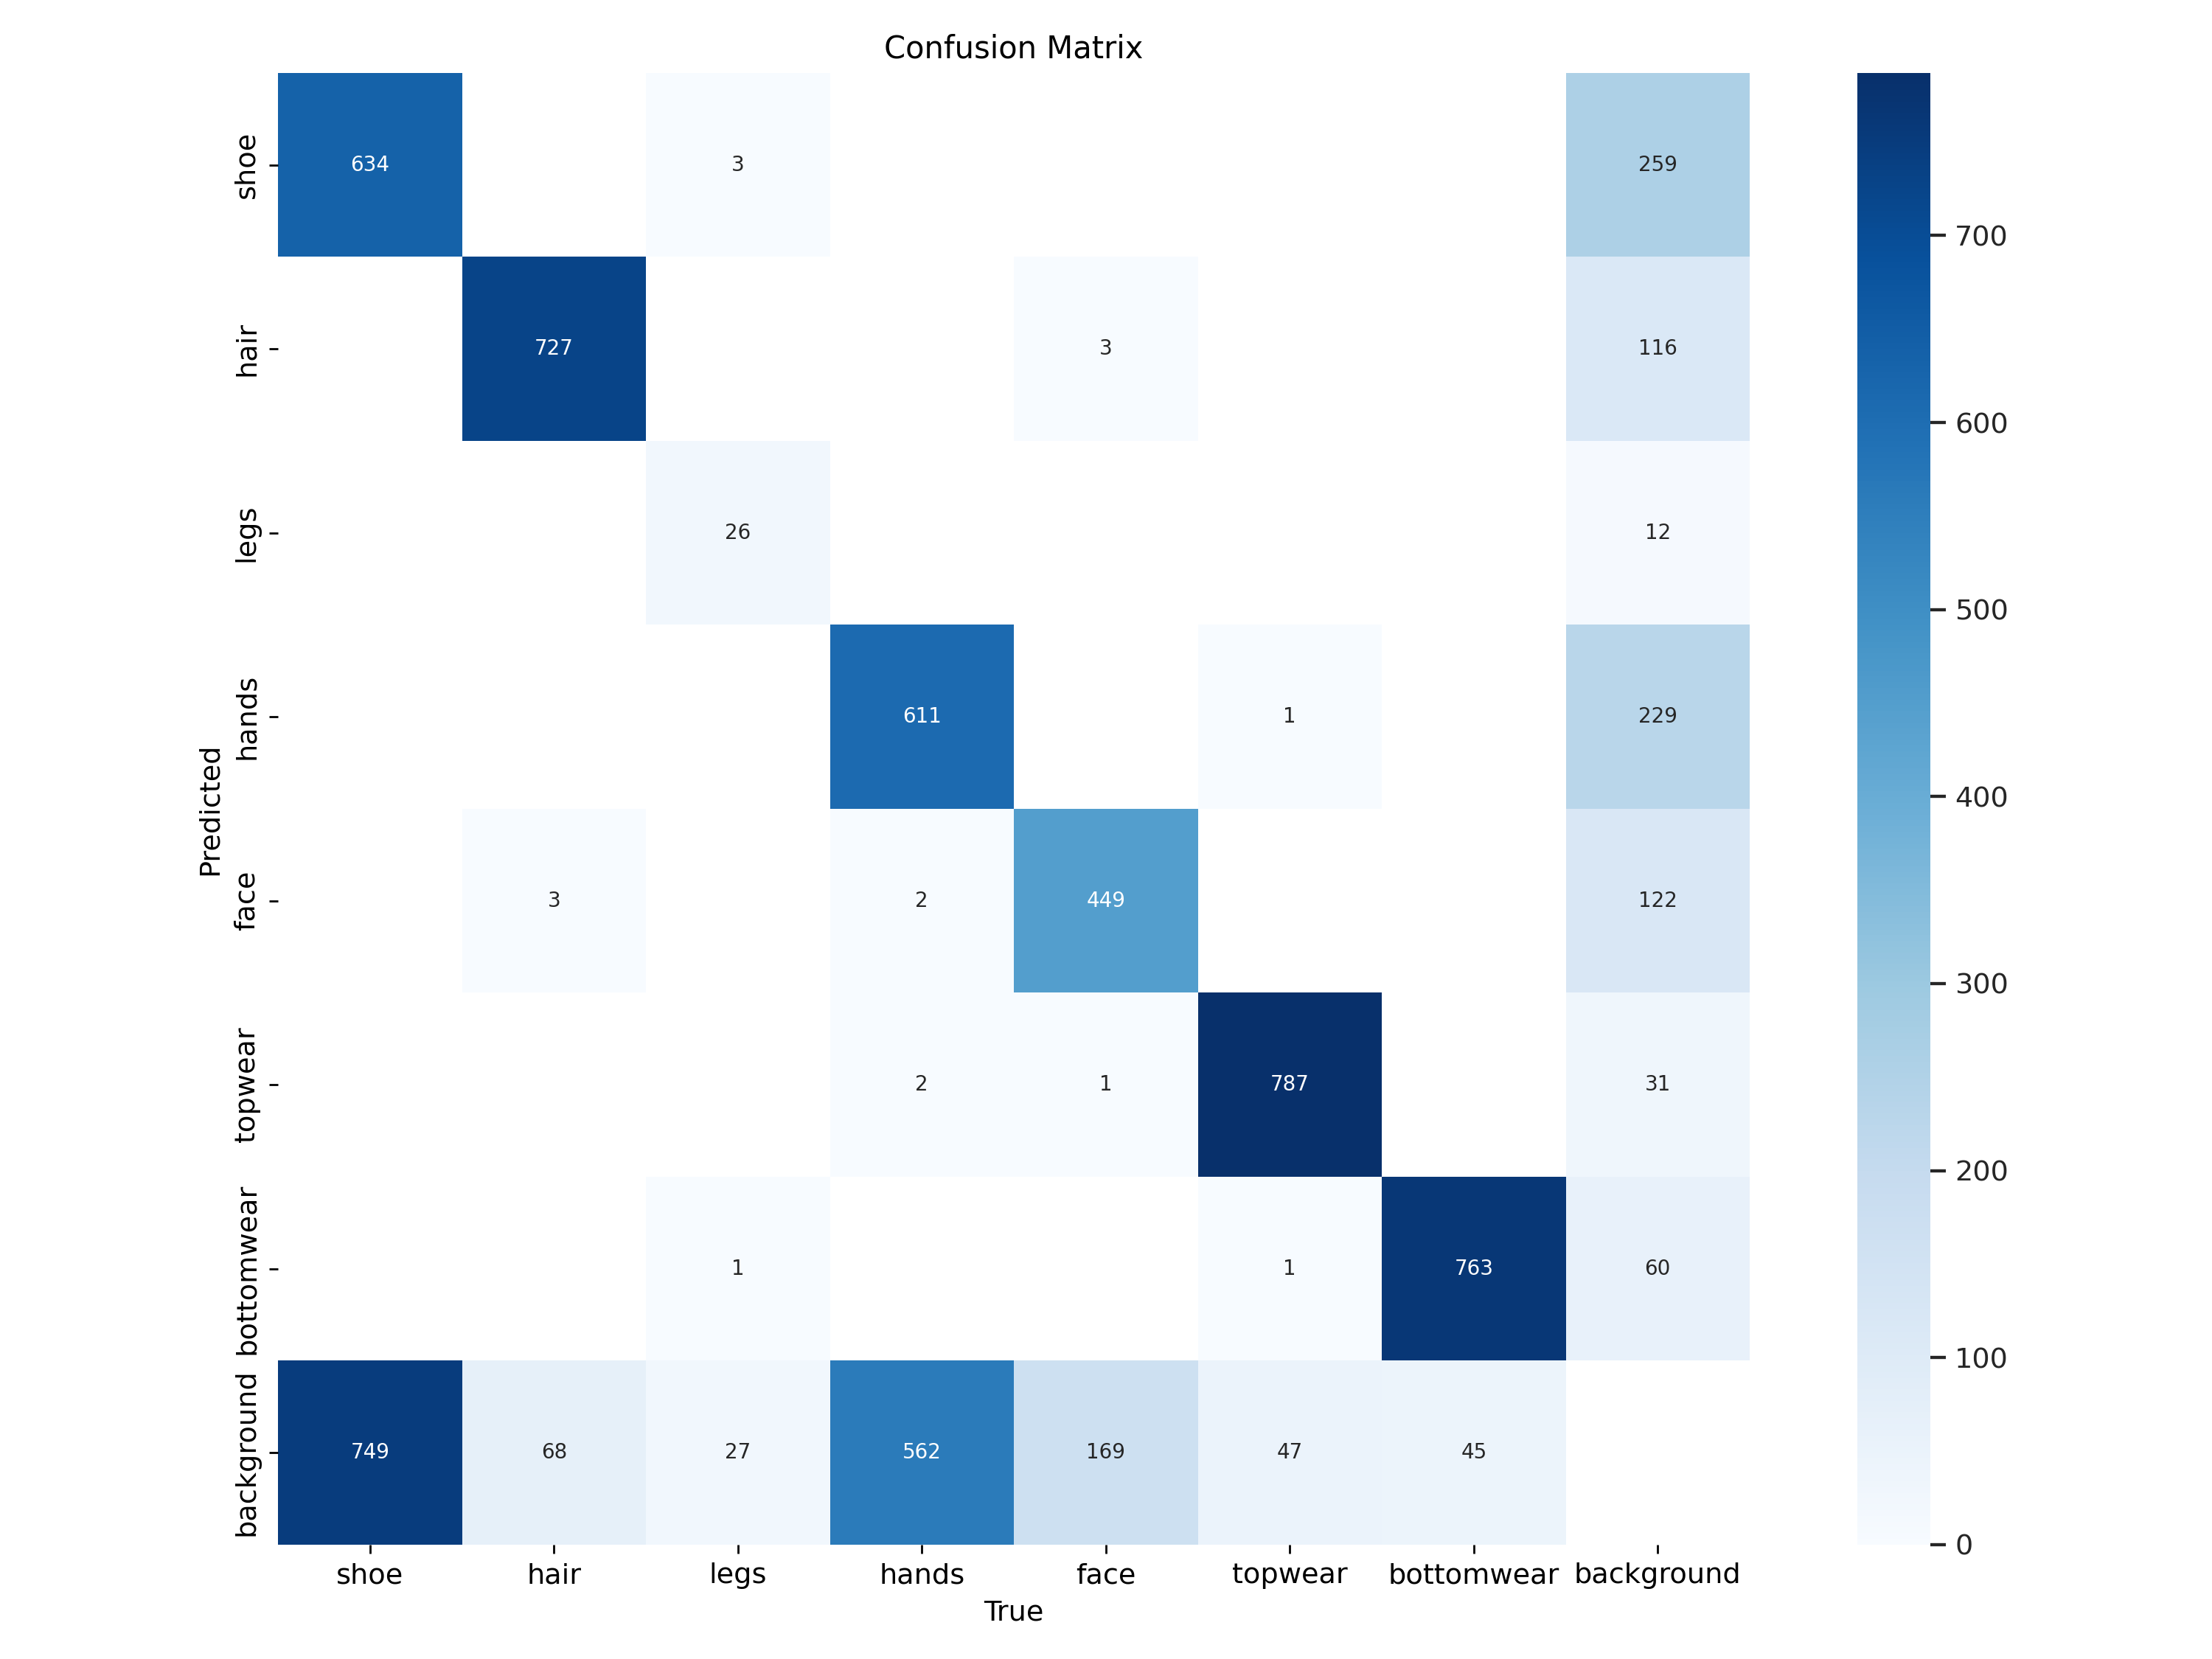 Confusion Matrix
shoe 634 3 259
hair 727 3 116
legs 26 12
hands 611 1 229
face 3 2 449 122
topwear 2 1 787 31
bottomwear 1 1 763 60
background 749 68 27 562 169 47 45
Predicted
shoe hair legs hands face topwear bottomwear background
True
700
600
500
400
300
200
100
0